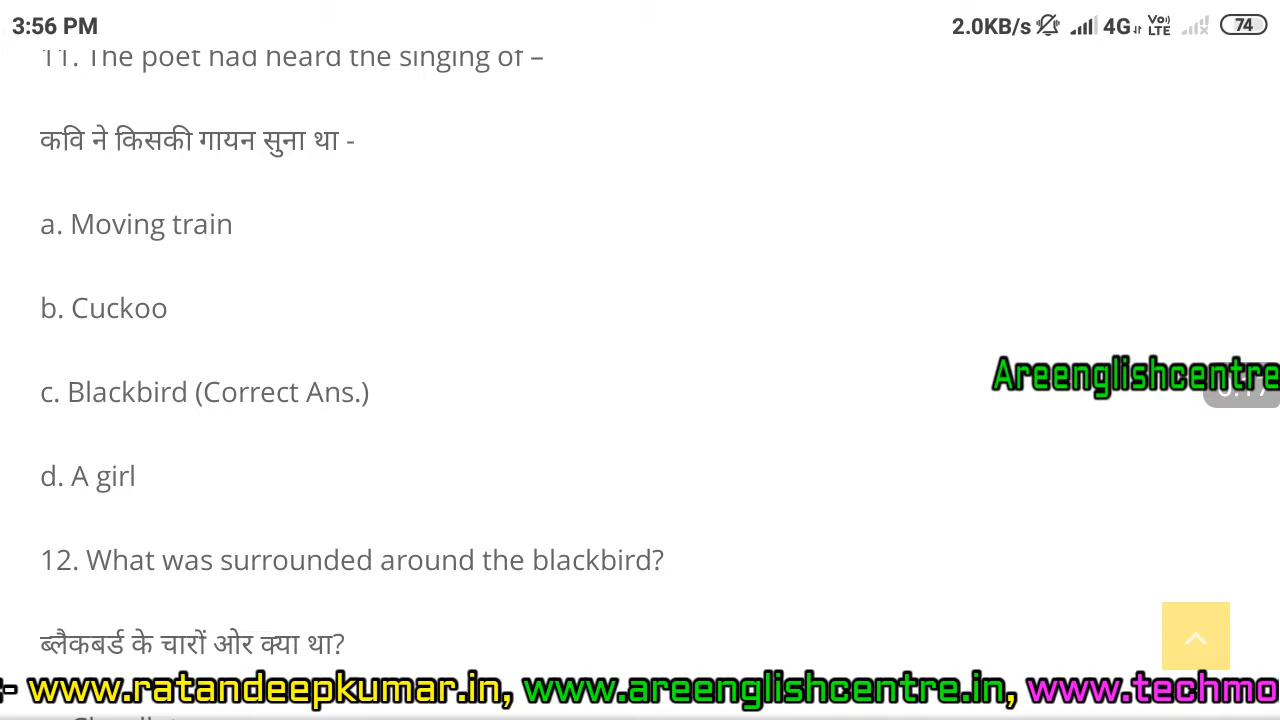 3:56 PM 2.0KB/s 4G Vo) LTE 74
11. The poet had heard the singing of –
कवि ने किसकी गायन सुना था -
a. Moving train
b. Cuckoo
Areenglishcentre
c. Blackbird (Correct Ans.)
d. A girl
12. What was surrounded around the blackbird?
ब्लैकबर्ड के चारों ओर क्या था?
:- www.ratandeepkumar.in, www.areenglishcentre.in, www.techmo